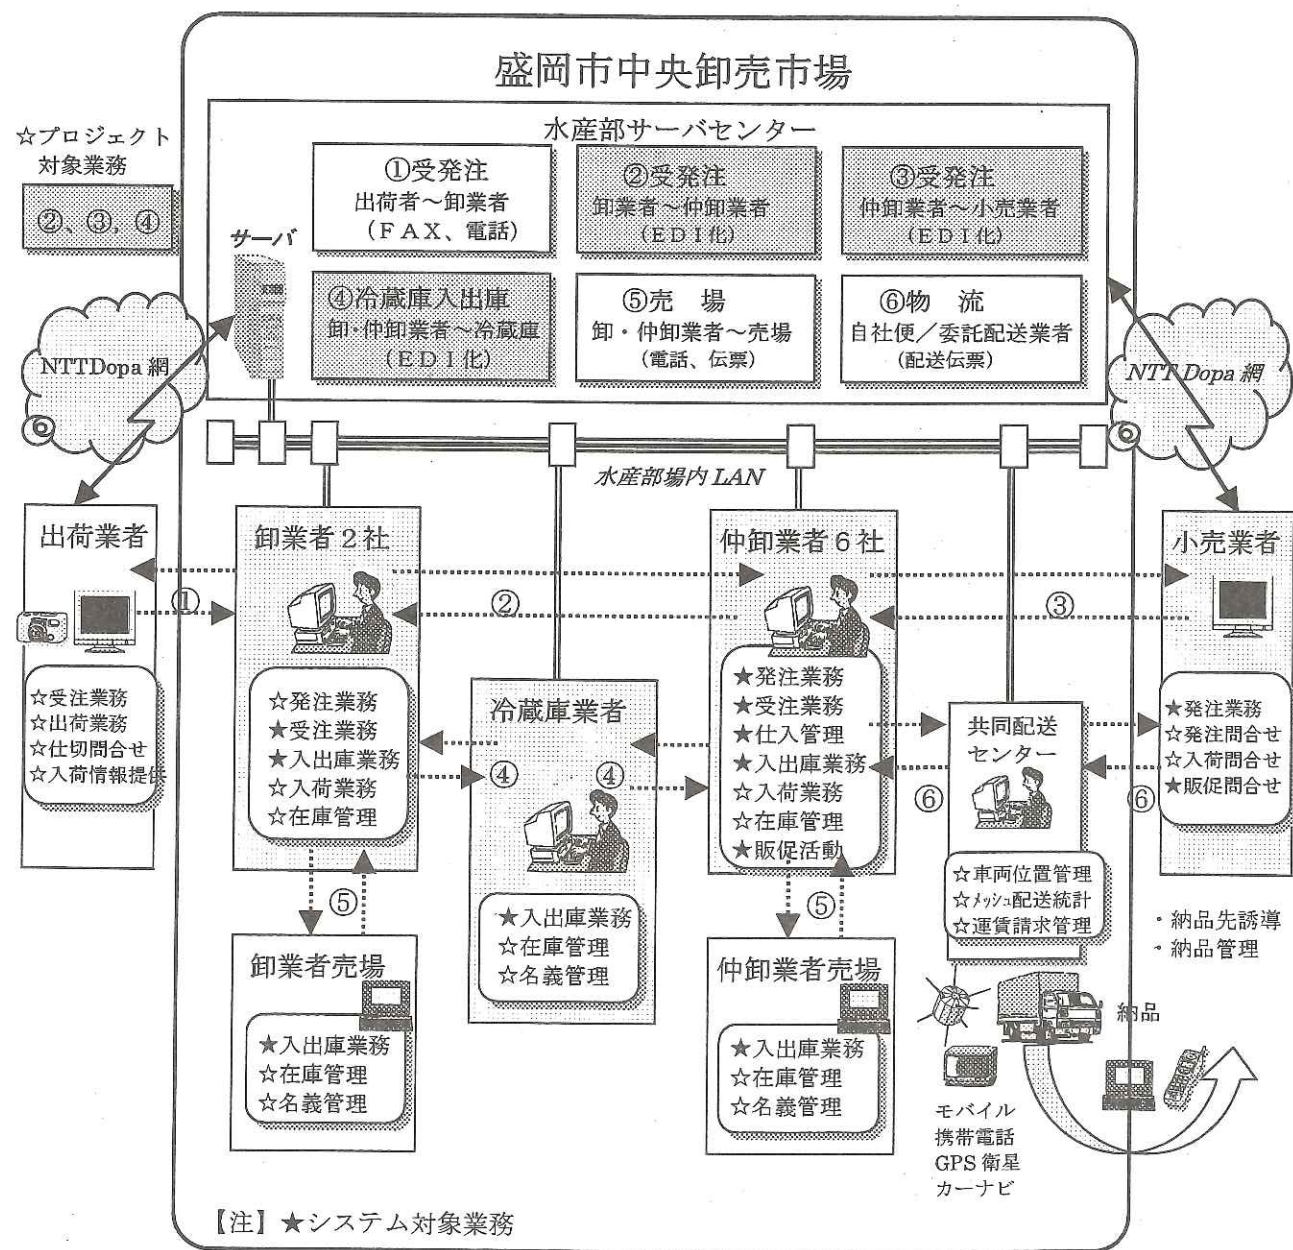 盛岡市中央卸売市場
水産部サーバセンター
☆プロジェクト
対象業務
②、③,④
サーバ
①受発注
出荷者～卸業者
(FAX、電話)
②受発注
卸業者～仲卸業者
(EDI化)
③受発注
仲卸業者～小売業者
(EDI化)
④冷蔵庫入出庫
卸・仲卸業者～冷蔵庫
(EDI化)
⑤売 場
卸・仲卸業者～売場
(電話、伝票)
⑥物 流
自社便／委託配送業者
(配送伝票)
NTTDopa網
⑥
NTT Dopa 網
⑥
水産部場内LAN
出荷業者
①
☆受注業務
☆出荷業務
☆仕切問合せ
☆入荷情報提供
卸業者2社
☆発注業務
★受注業務
★入出庫業務
☆入荷業務
☆在庫管理
②
冷蔵庫業者
④
④
★入出庫業務
☆在庫管理
☆名義管理
仲卸業者6社
★発注業務
★受注業務
★仕入管理
★入出庫業務
☆入荷業務
☆在庫管理
★販促活動
③
共同配送
センター
⑥
⑥
☆車両位置管理
☆メッシュ配送統計
☆運賃請求管理
小売業者
★発注業務
☆発注問合せ
☆入荷問合せ
★販促問合せ
・納品先誘導
・納品管理
⑤
卸業者売場
★入出庫業務
☆在庫管理
☆名義管理
⑤
仲卸業者売場
★入出庫業務
☆在庫管理
☆名義管理
納品
モバイル
携帯電話
GPS衛星
カーナビ
【注】★システム対象業務